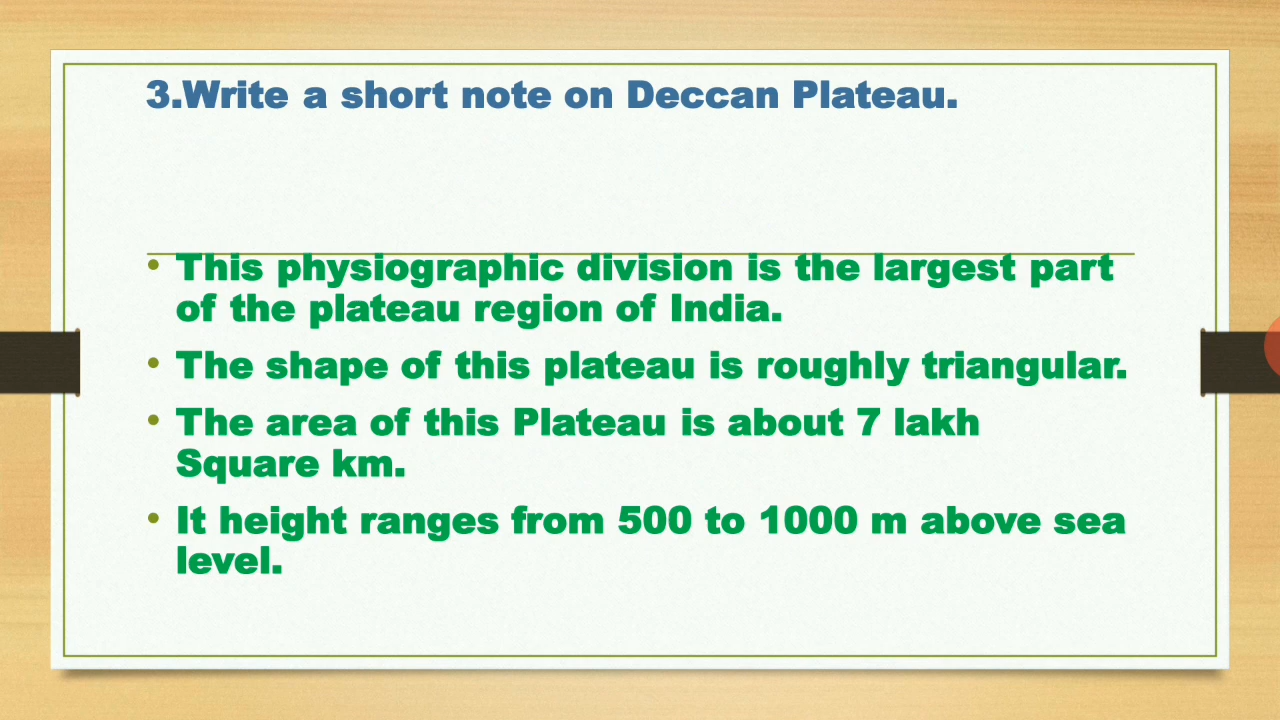 3.Write a short note on Deccan Plateau.
• This physiographic division is the largest part
of the plateau region of India.
• The shape of this plateau is roughly triangular.
• The area of this Plateau is about 7 lakh
Square km.
• It height ranges from 500 to 1000 m above sea
level.